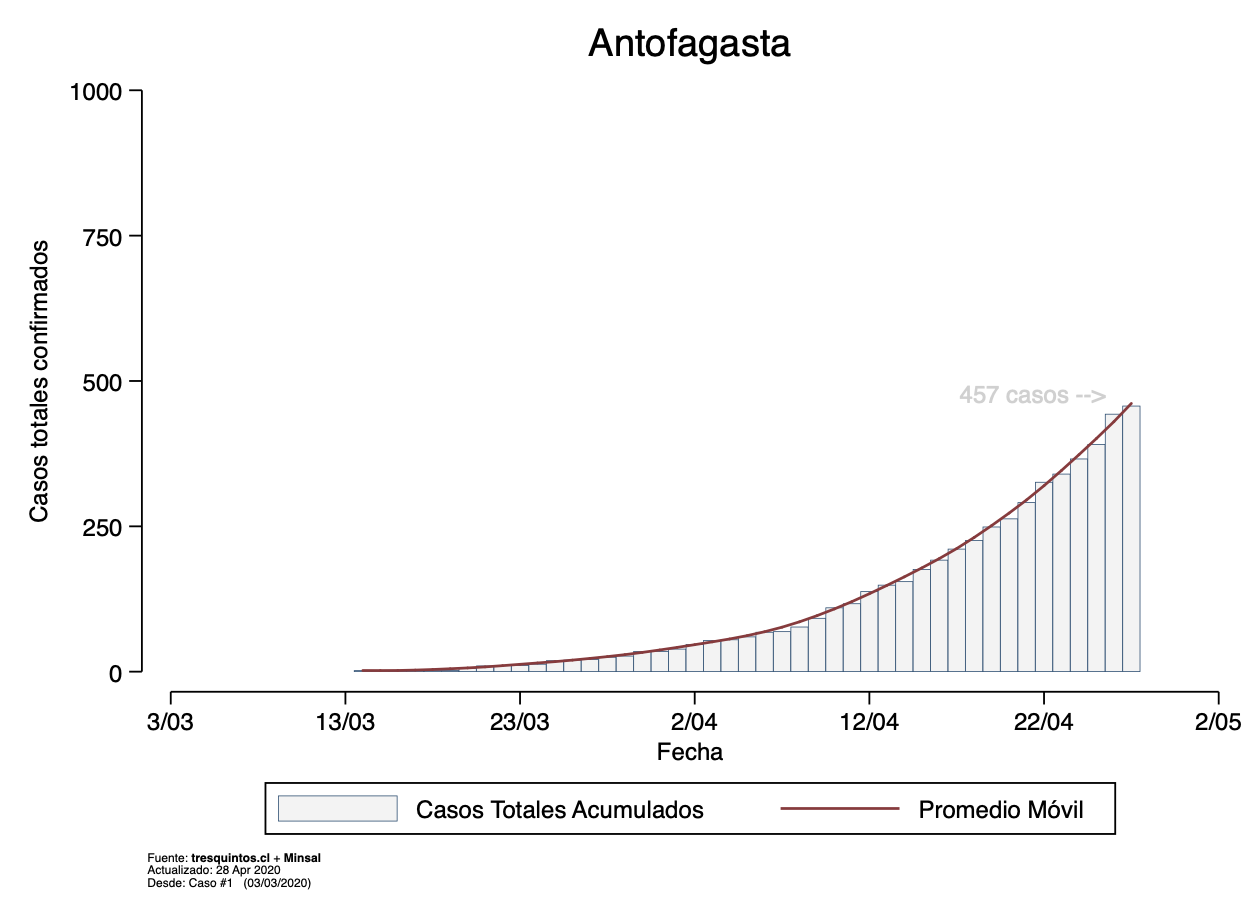 Antofagasta
1000
750
500
250
0
Casos totales confirmados
457 casos -->
3/03 13/03 23/03 2/04 12/04 22/04 2/05
Fecha
Casos Totales Acumulados Promedio Móvil
Fuente: tresquintos.cl + Minsal
Actualizado: 28 Apr 2020
Desde: Caso #1 (03/03/2020)